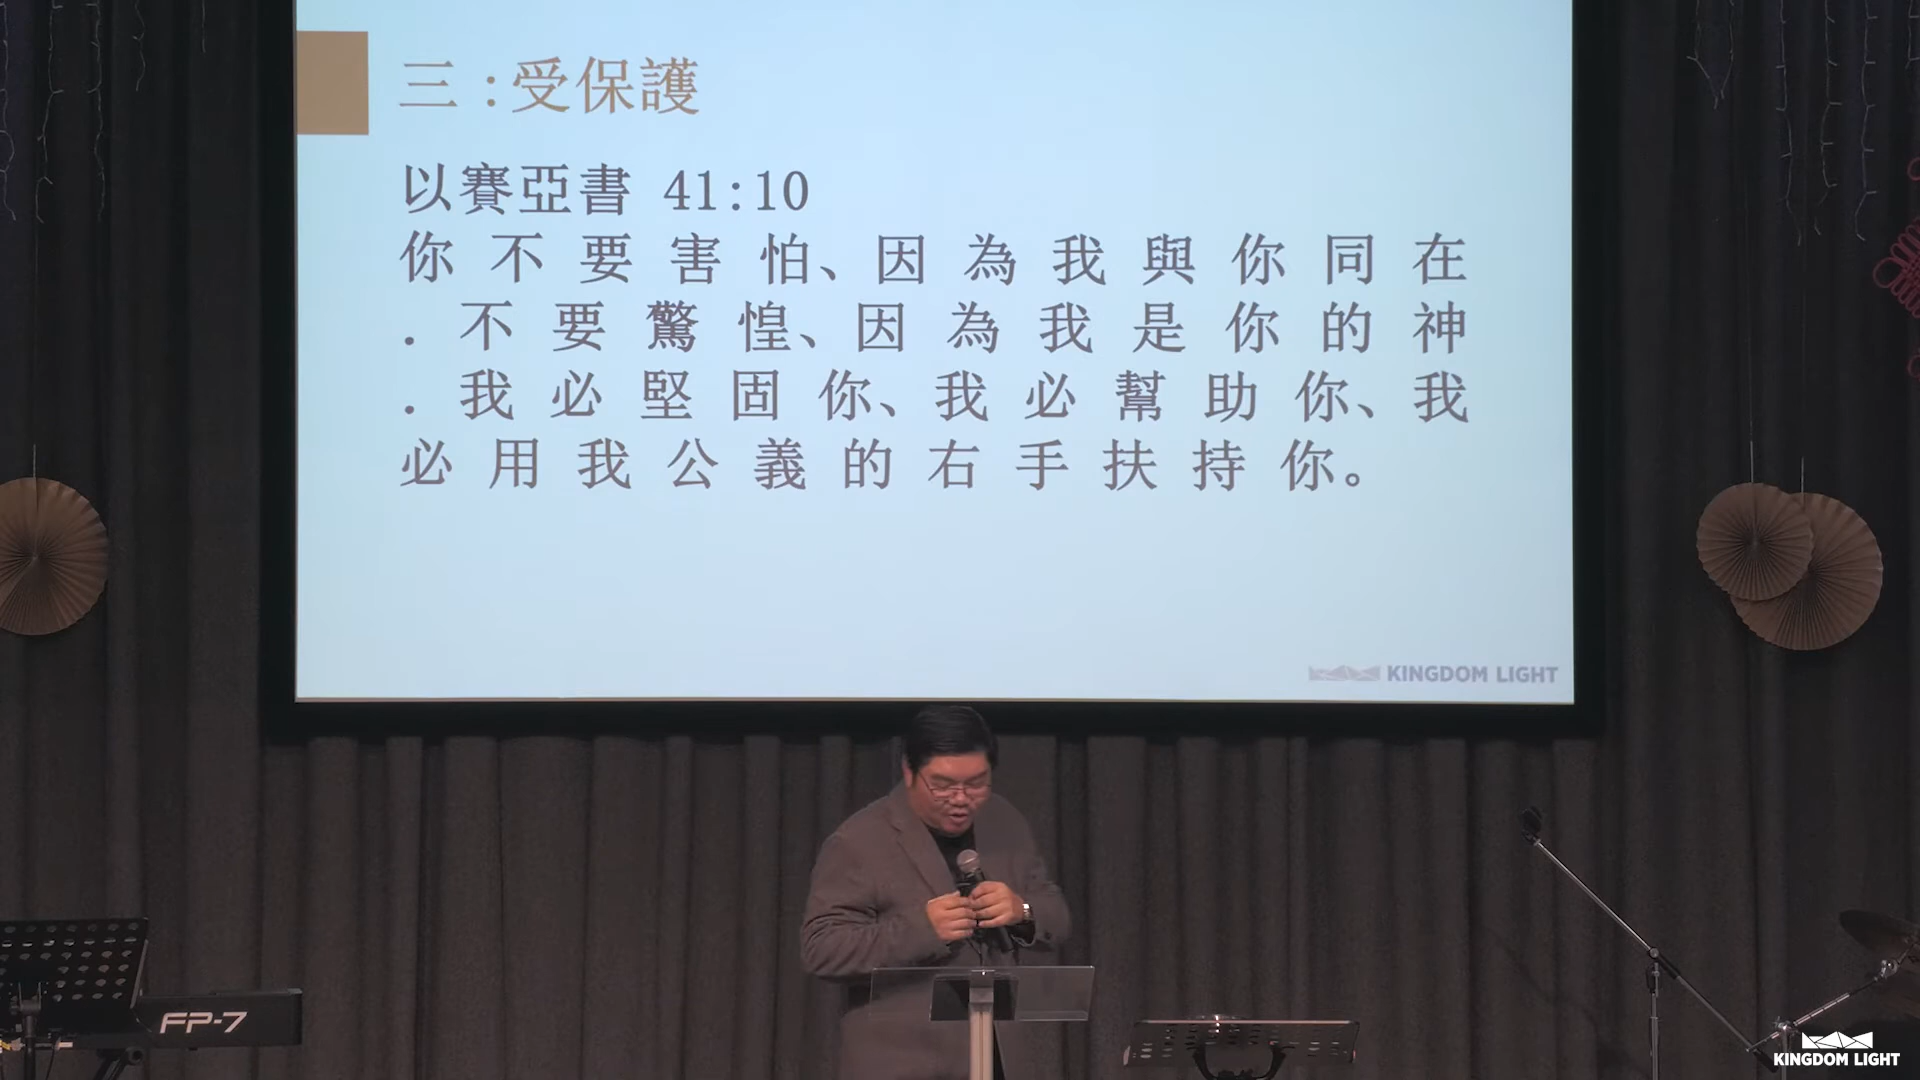 三:受保護
以賽亞書 41:10
你不要害怕、因為我與你同在
.不要驚惶、因為我是你的神
.我必堅固你、我必幫助你、我
必用我公義的右手扶持你。
KINGDOM LIGHT
FP-7
KINGDOM LIGHT